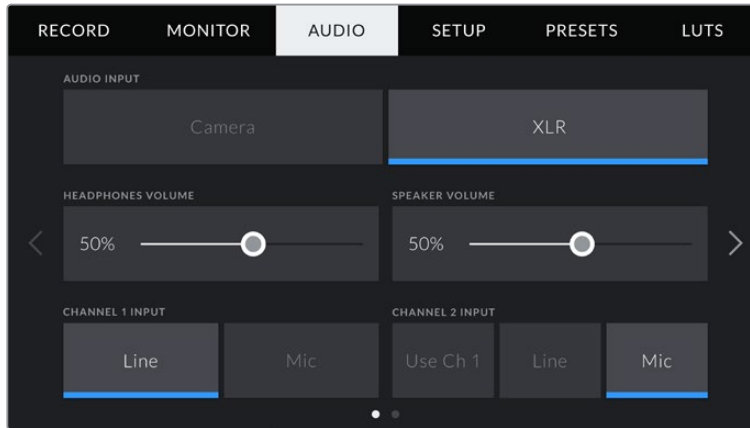 RECORD MONITOR AUDIO SETUP PRESETS LUTS
AUDIO INPUT
Camera XLR
HEADPHONES VOLUME SPEAKER VOLUME
50% 50%
CHANNEL 1 INPUT CHANNEL 2 INPUT
Line Mic Use Ch 1 Line Mic